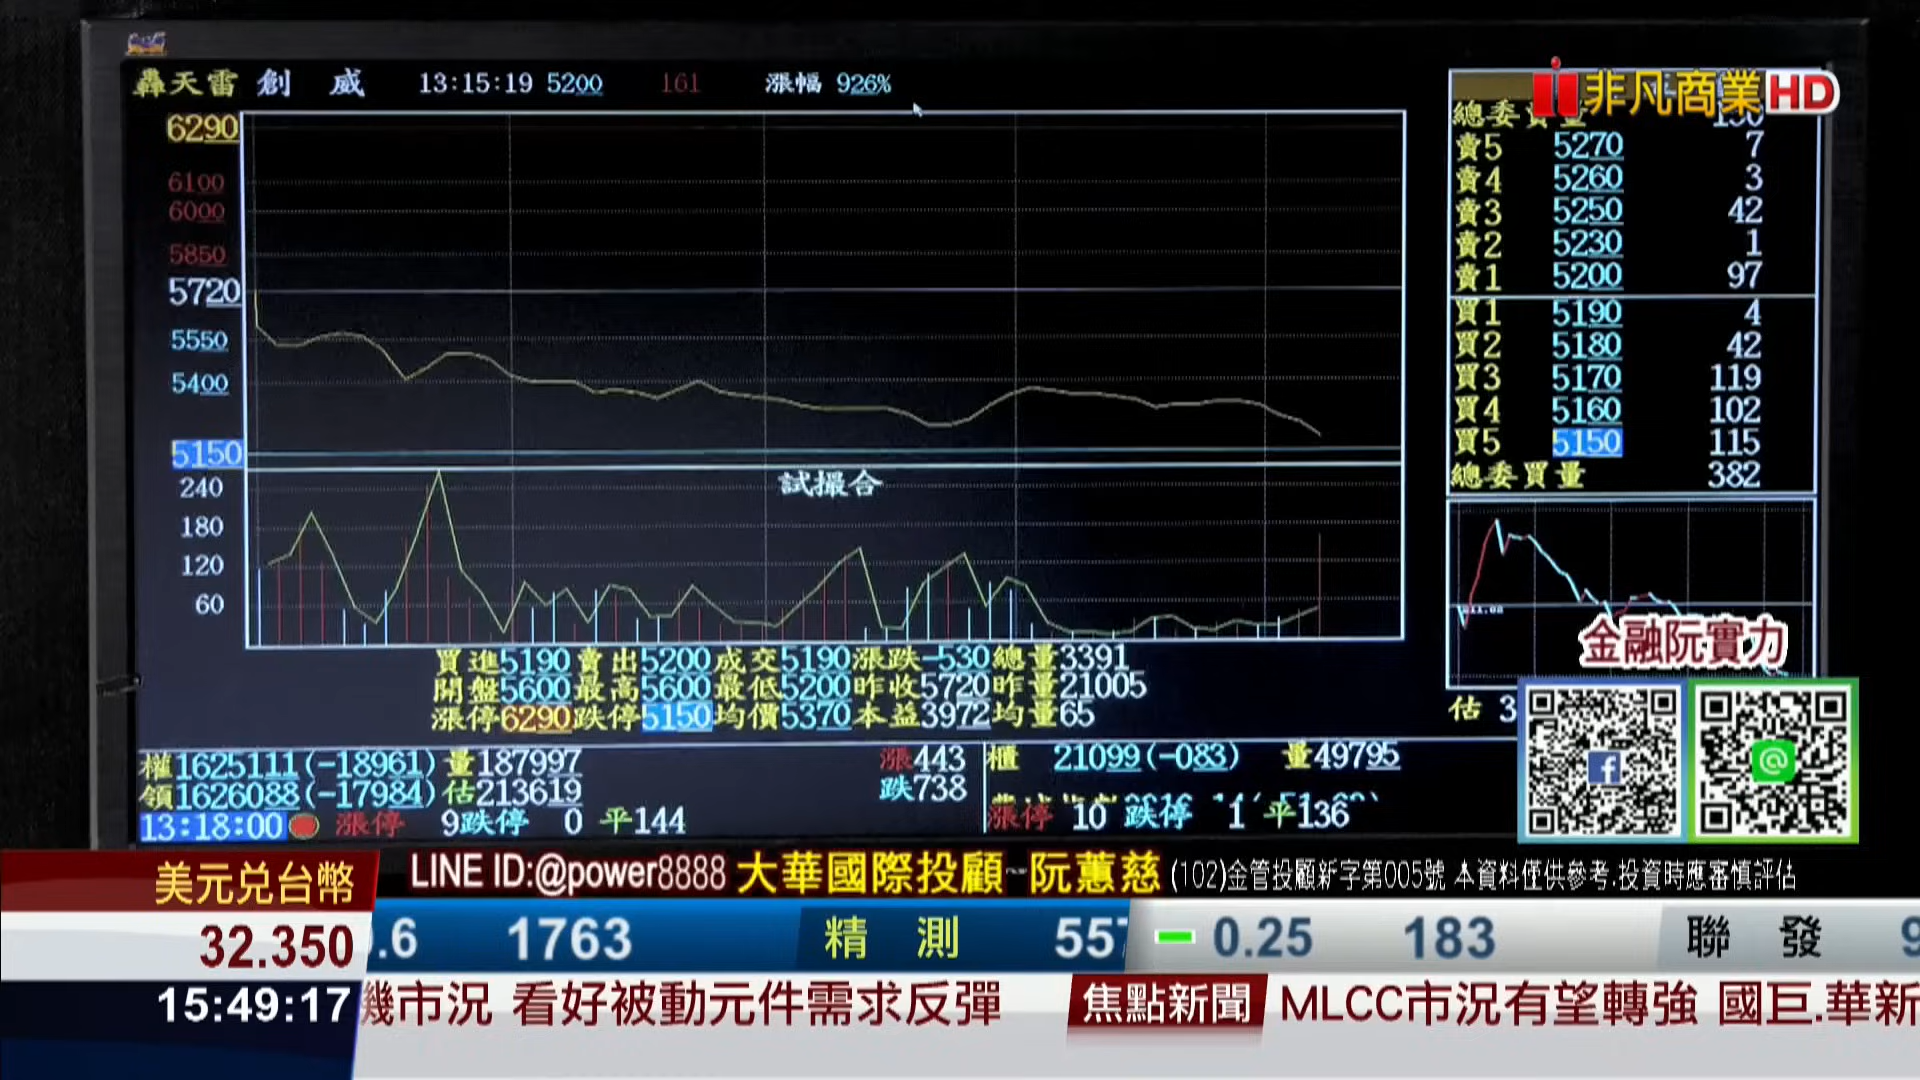 轟天雷 創 威 13:15:19 5200 161 漲幅 926%
非凡商業HD
6290
6100
6000
5850
5720
5550
5400
5150
240
180
120
60
試撮合
賣5 5270 7
賣4 5260 3
賣3 5250 42
賣2 5230 1
賣1 5200 97
買1 5190 4
買2 5180 42
買3 5170 119
買4 5160 102
買5 5150 115
總委買量 382
金融阮實力
買進5190賣出5200成交5190漲跌-530總量3391
開盤5600最高5600最低5200昨收5720昨量21005
漲停6290跌停5150均價5370本益3972均量65
估 3
權1625111(-18961)量187997 漲443
領1626088(-17984)估213619 跌738
13:18:00 漲停 9跌停 0 平144
櫃 21099(-083) 量49795
漲停 10 跌停 1 平136
美元兌台幣
32.350
15:49:17
LINE ID:@power8888 大華國際投顧~阮蕙慈 (102)金管投顧新字第005號 本資料僅供參考.投資時應審慎評估
.6 1763 精 測 557 0.25 183 聯 發 9
機市況 看好被動元件需求反彈 焦點新聞 MLCC市況有望轉強 國巨.華新